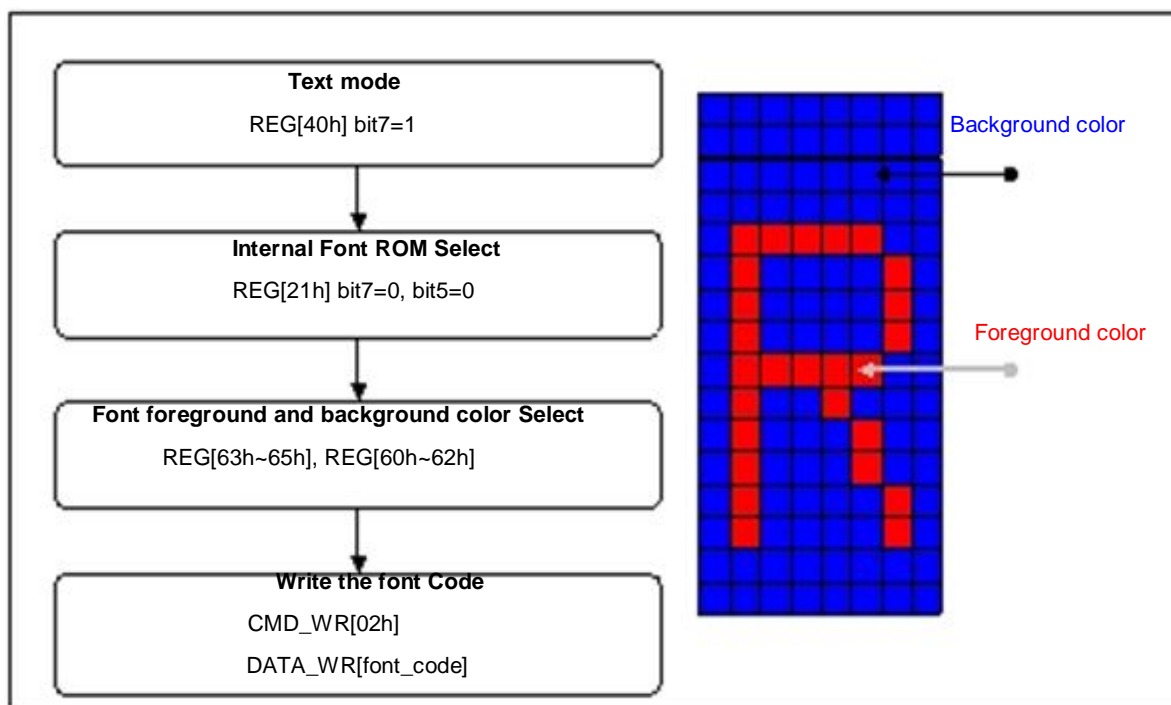 Text mode
REG[40h] bit7=1
Internal Font ROM Select
REG[21h] bit7=0, bit5=0
Font foreground and background color Select
REG[63h~65h], REG[60h~62h]
Write the font Code
CMD_WR[02h]
DATA_WR[font_code]
Background color
Foreground color